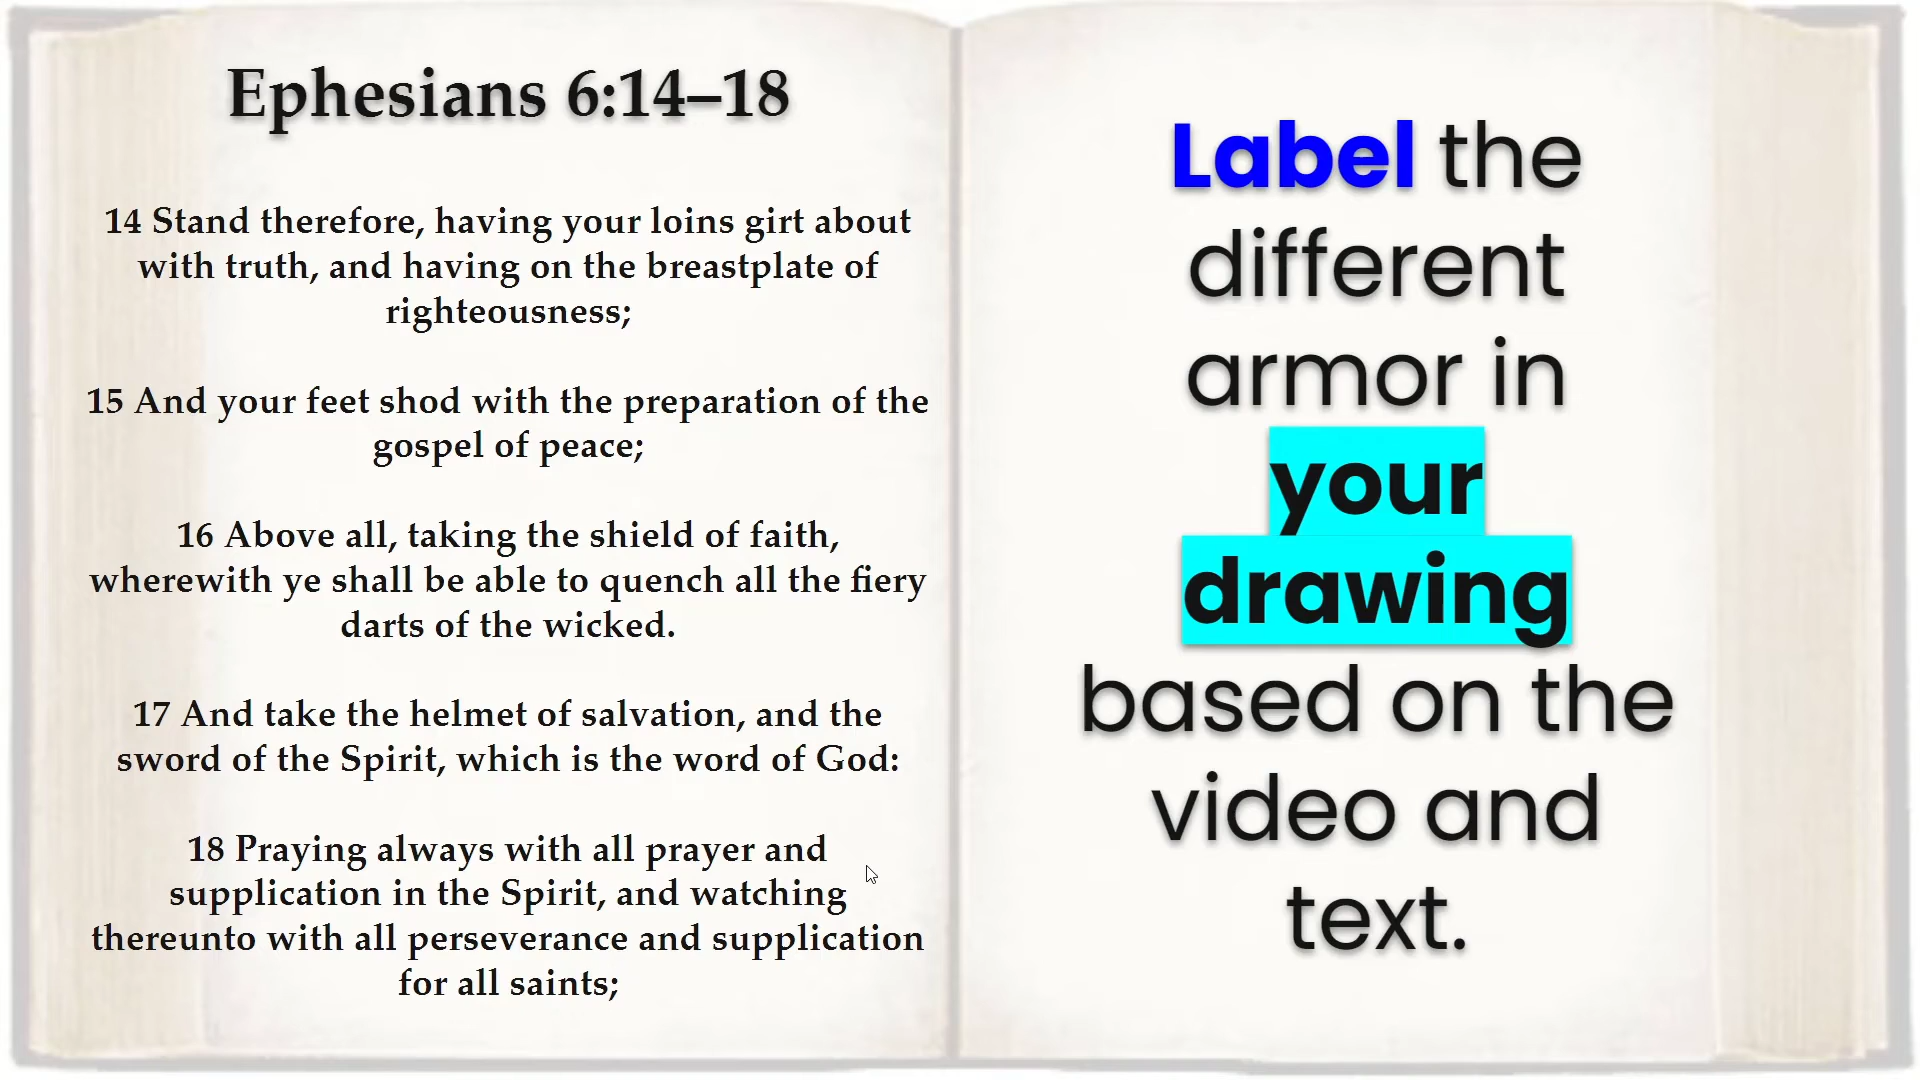 Ephesians 6:14–18
14 Stand therefore, having your loins girt about
with truth, and having on the breastplate of
righteousness;
15 And your feet shod with the preparation of the
gospel of peace;
16 Above all, taking the shield of faith,
wherewith ye shall be able to quench all the fiery
darts of the wicked.
17 And take the helmet of salvation, and the
sword of the Spirit, which is the word of God:
18 Praying always with all prayer and
supplication in the Spirit, and watching
thereunto with all perseverance and supplication
for all saints;
Label the
different
armor in
your
drawing
based on the
video and
text.